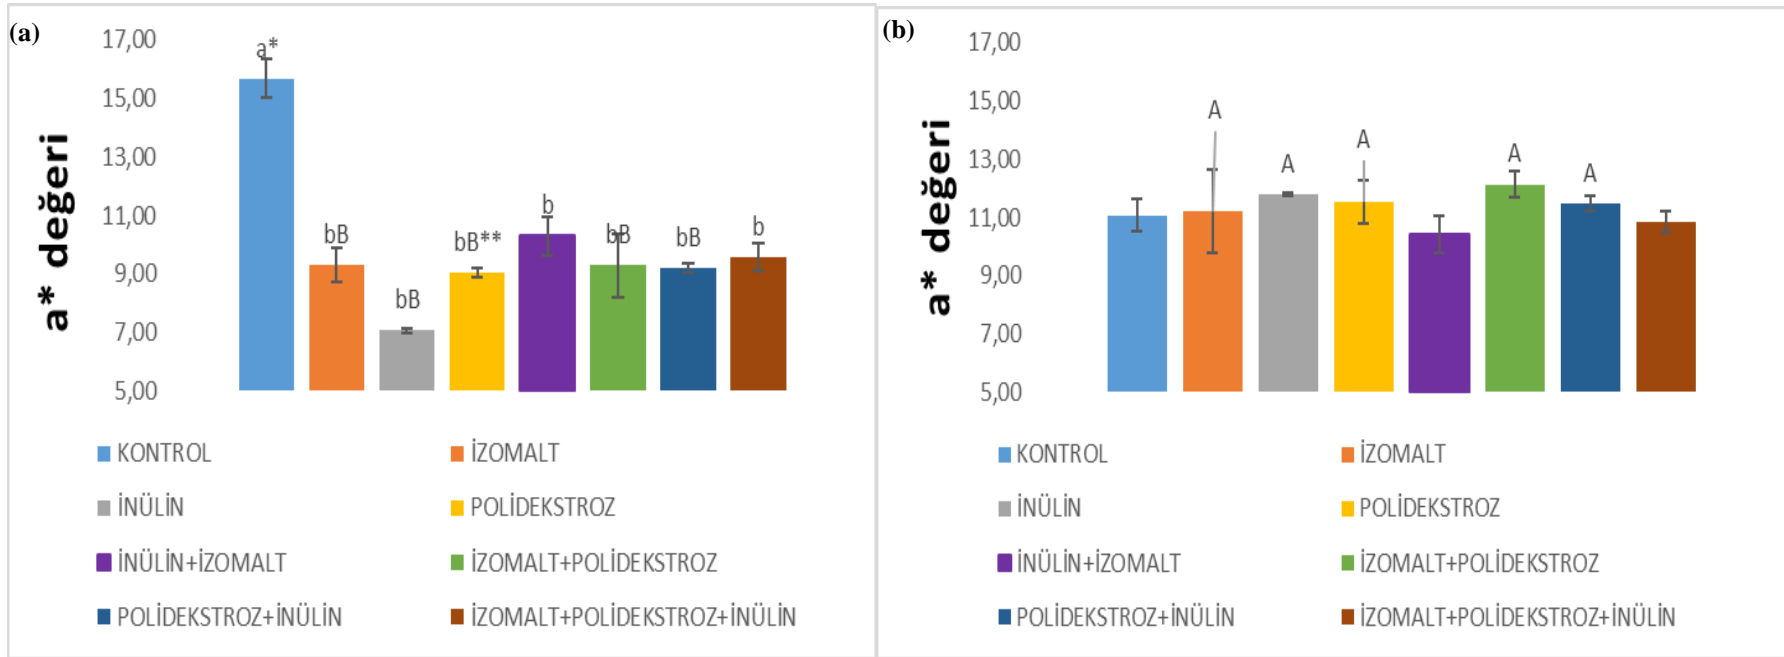 (a)
17,00
15,00
13,00
11,00
9,00
7,00
5,00
a* değeri
a*
bB
bB
bB**
b
bB
bB
b
KONTROL
İZOMALT
İNÜLİN
POLİDEKSTROZ
İNÜLİN+İZOMALT
İZOMALT+POLİDEKSTROZ
POLİDEKSTROZ+İNÜLİN
İZOMALT+POLİDEKSTROZ+İNÜLİN
(b)
17,00
15,00
13,00
11,00
9,00
7,00
5,00
a* değeri
A
A
A
A
A
KONTROL
İZOMALT
İNÜLİN
POLİDEKSTROZ
İNÜLİN+İZOMALT
İZOMALT+POLİDEKSTROZ
POLİDEKSTROZ+İNÜLİN
İZOMALT+POLİDEKSTROZ+İNÜLİN